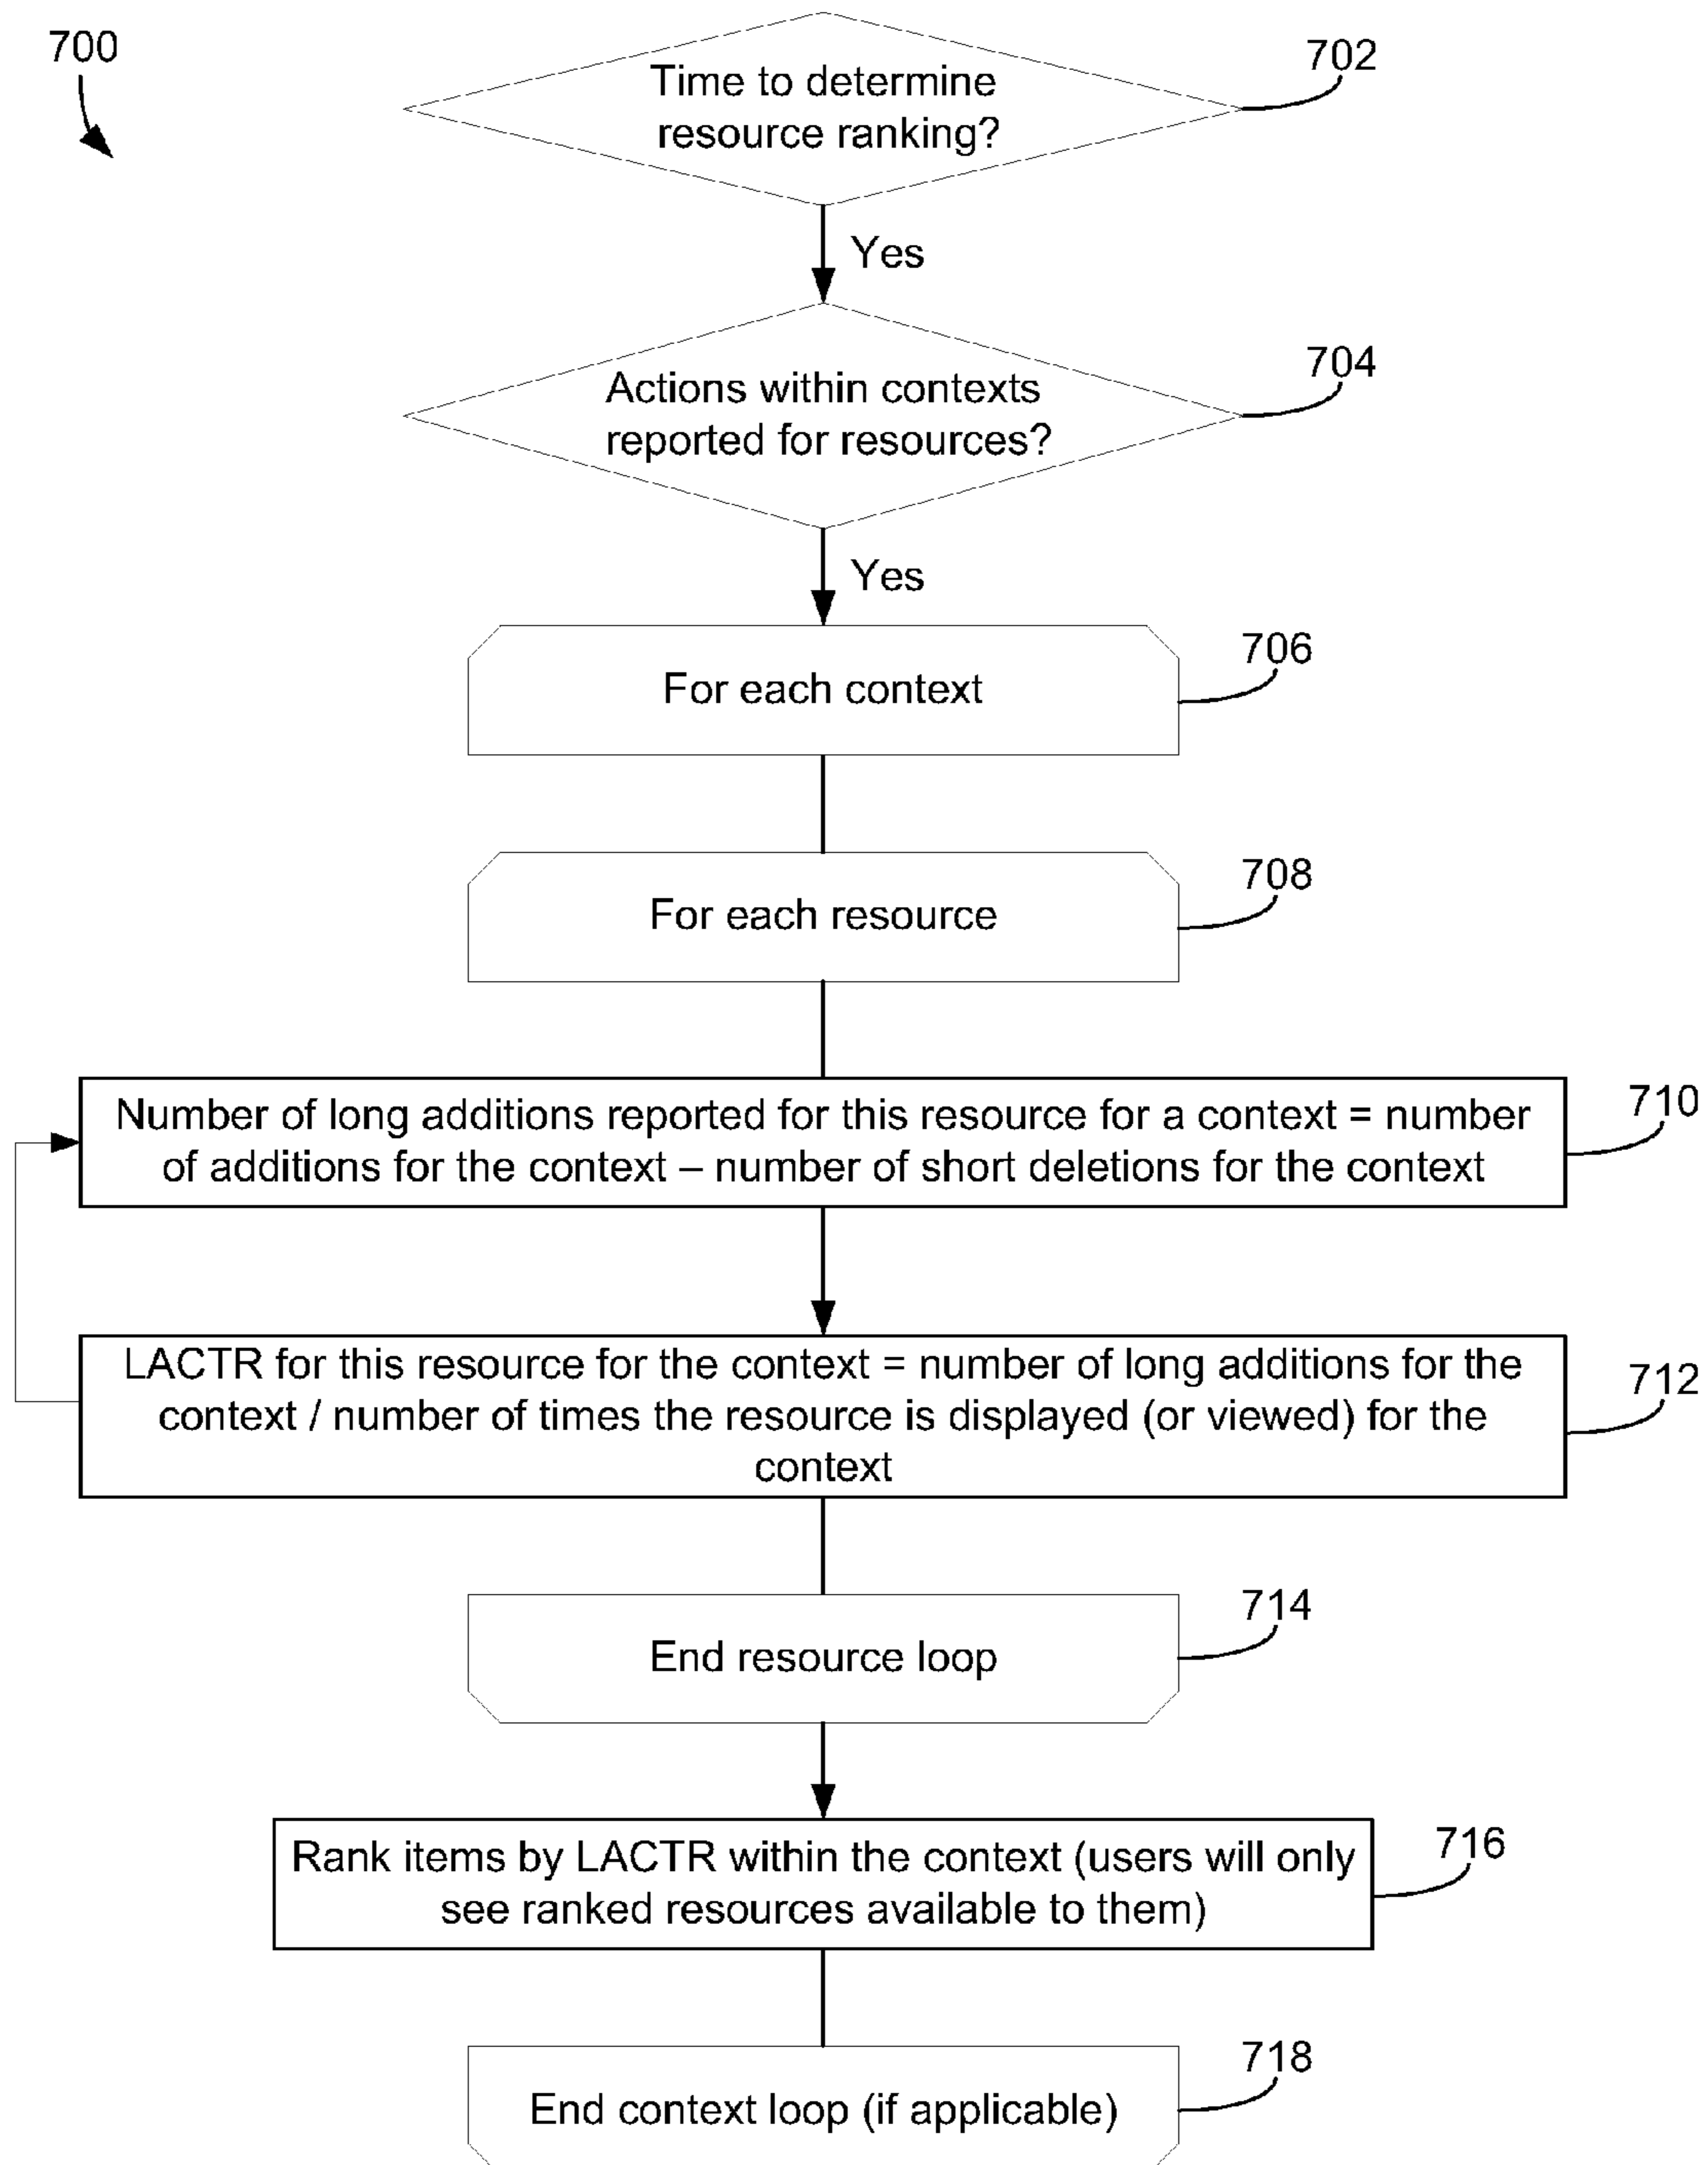 700
702
Time to determine
resource ranking?
Yes
704
Actions within contexts
reported for resources?
Yes
706
For each context
708
For each resource
710
Number of long additions reported for this resource for a context = number
of additions for the context – number of short deletions for the context
712
LACTR for this resource for the context = number of long additions for the
context / number of times the resource is displayed (or viewed) for the
context
714
End resource loop
716
Rank items by LACTR within the context (users will only
see ranked resources available to them)
718
End context loop (if applicable)